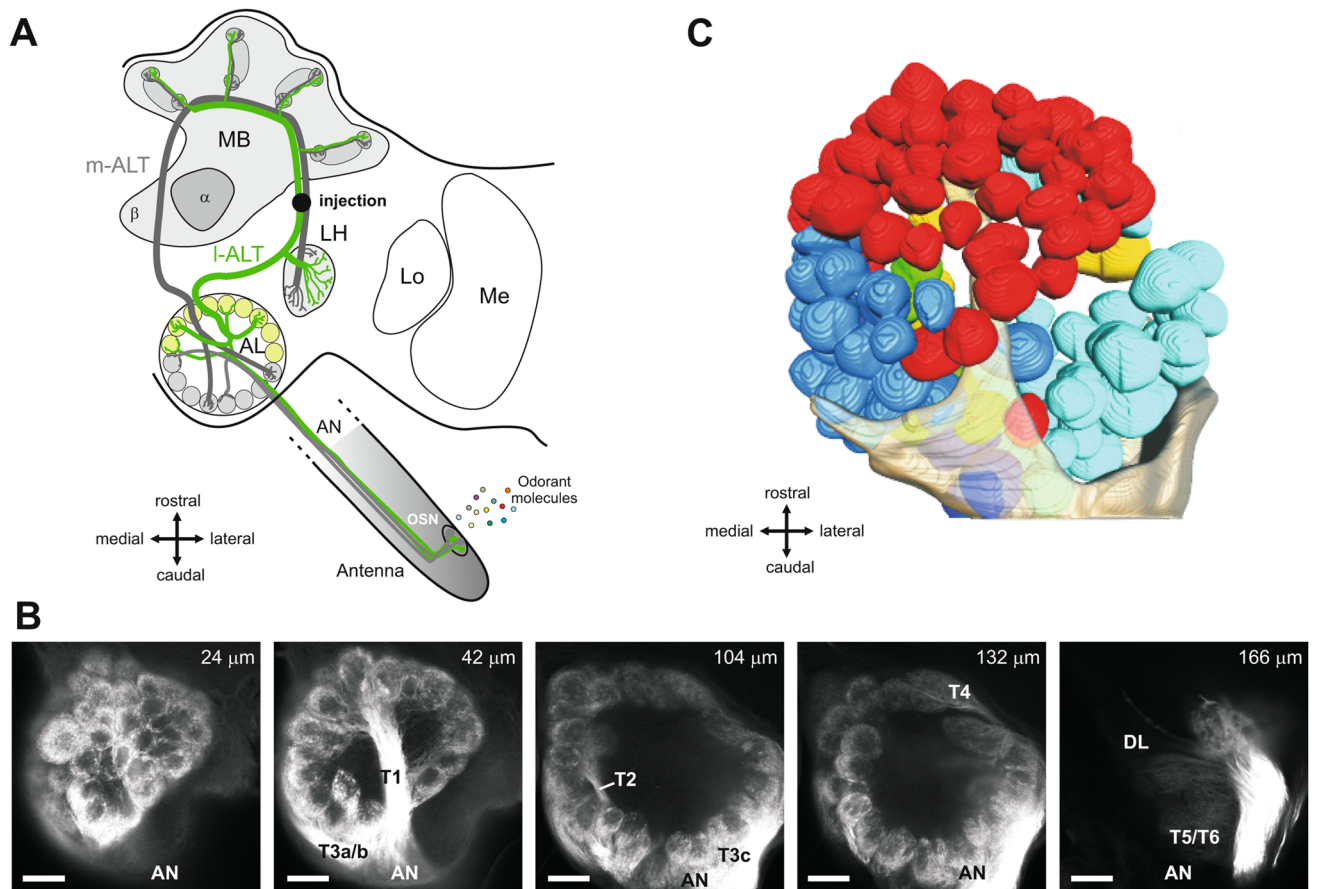 A
m-ALT
MB
α
β
injection
LH
l-ALT
Lo
Me
AL
AN
Odorant
molecules
OSN
Antenna
rostral
medial
lateral
caudal
C
rostral
medial
lateral
caudal
B
24 μm
AN
42 μm
T1
T3a/b
AN
104 μm
T2
T3c
AN
132 μm
T4
AN
166 μm
DL
T5/T6
AN